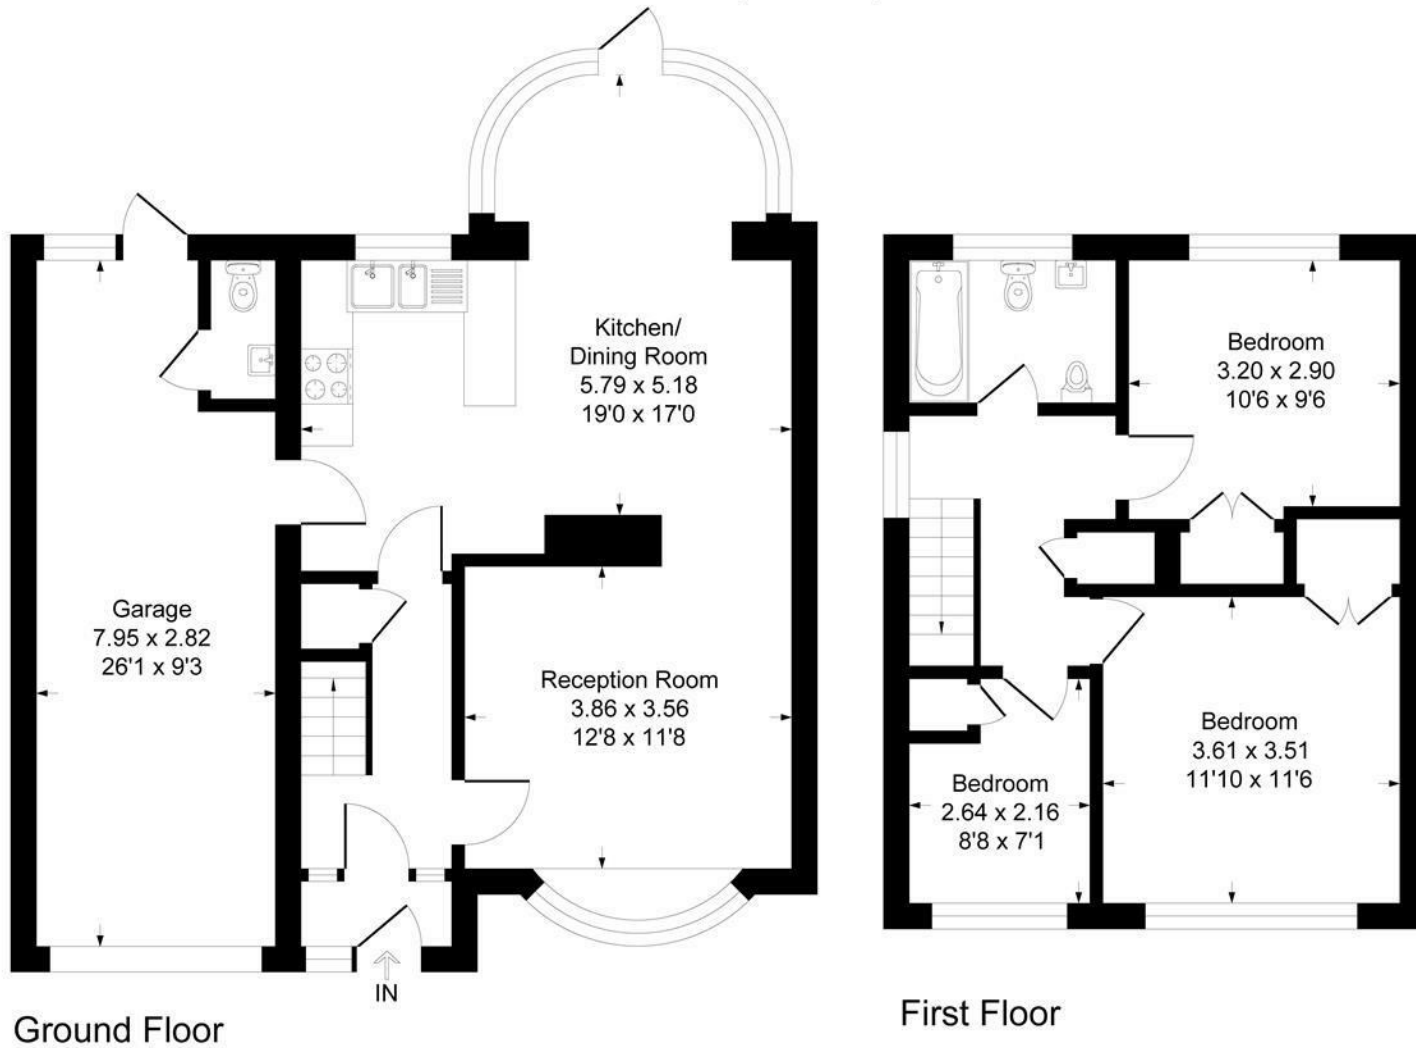 Kitchen/
Dining Room
5.79 x 5.18
19'0 x 17'0
Garage
7.95 x 2.82
26'1 x 9'3
Reception Room
3.86 x 3.56
12'8 x 11'8
IN
Ground Floor
Bedroom
3.20 x 2.90
10'6 x 9'6
Bedroom
3.61 x 3.51
11'10 x 11'6
Bedroom
2.64 x 2.16
8'8 x 7'1
First Floor